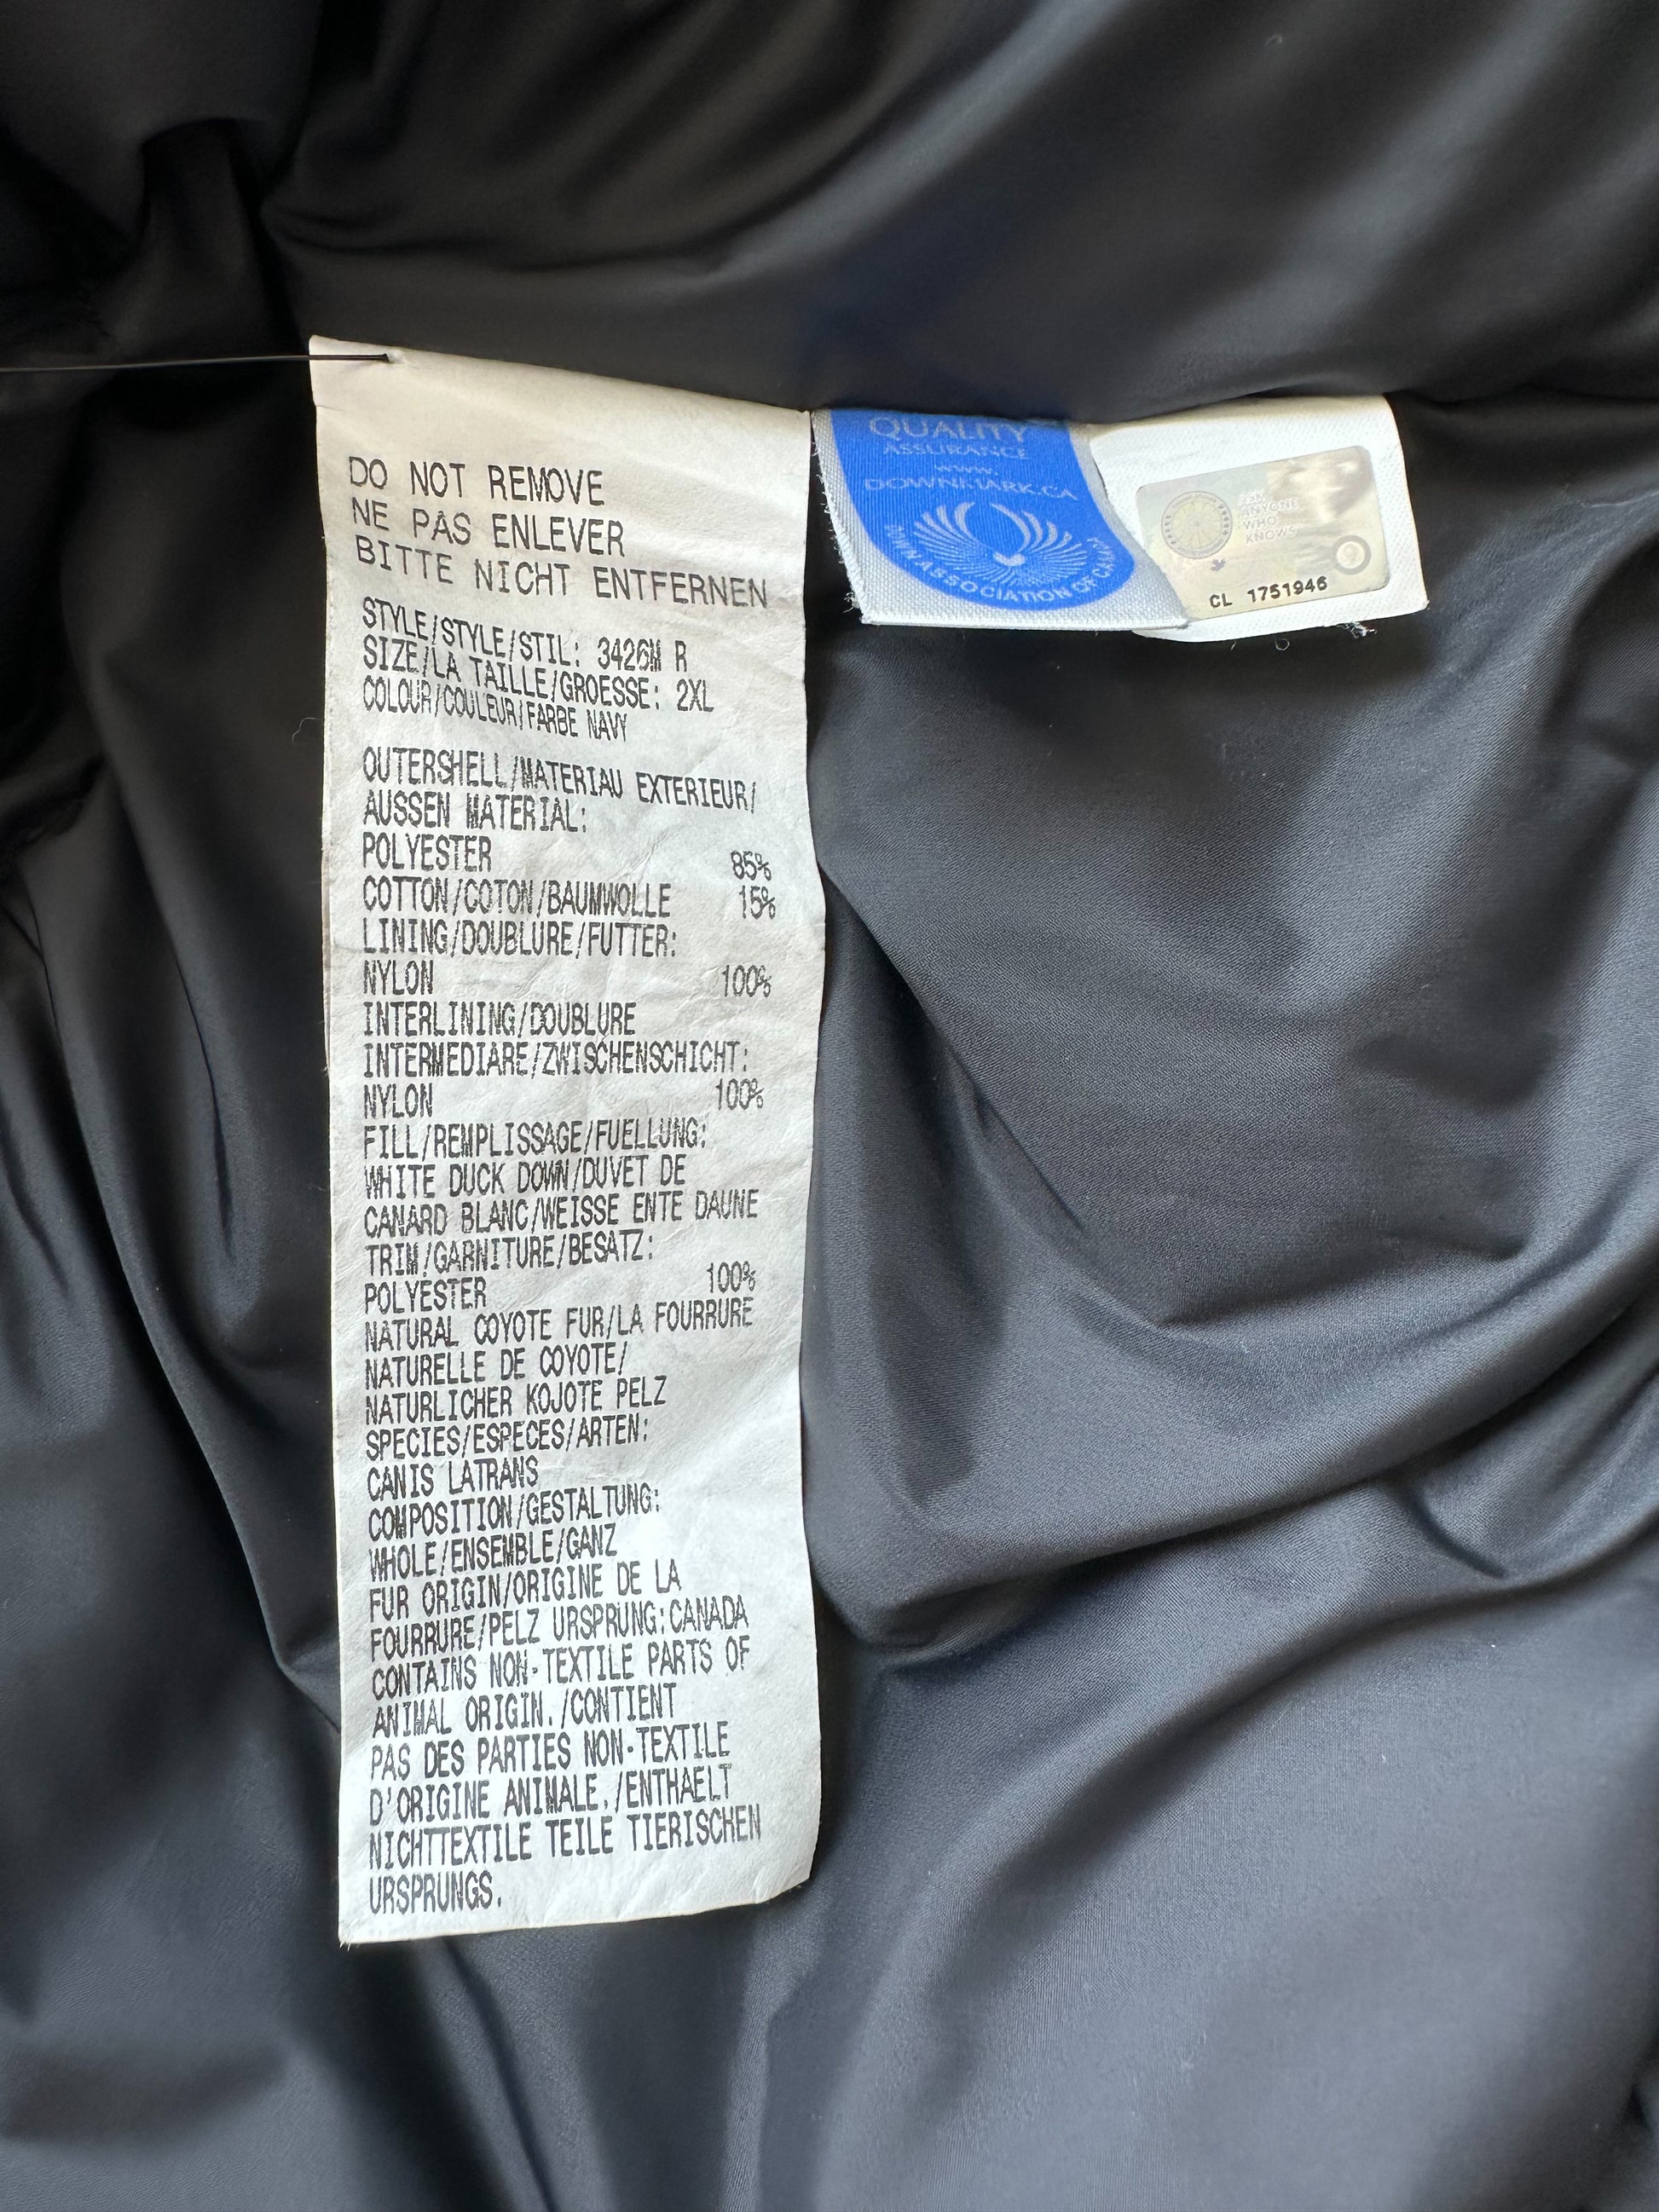 DO NOT REMOVE
NE PAS ENLEVER
BITTE NICHT ENTFERNEN
STYLE/STYLE/STIL: 3426M R
SIZE/LA TAILLE/GROESSE: 2XL
COLOUR/COULEUR/FARBE NAVY
OUTERSHELL/MATERIAU EXTERIEUR/
AUSSEN MATERIAL:
POLYESTER 85%
COTTON/COTON/BAUMWOLLE 15%
LINING/DOUBLURE/FUTTER:
NYLON 100%
INTERLINING/DOUBLURE
INTERMEDIARE/ZWISCHENSCHICHT:
NYLON 100%
FILL/REMPLISSAGE/FUELLUNG:
WHITE DUCK DOWN/DUVET DE
CANARD BLANC/WEISSE ENTE DAUNE
TRIM/GARNITURE/BESATZ:
POLYESTER 100%
NATURAL COYOTE FUR/LA FOURRURE
NATURELLE DE COYOTE/
NATURLICHER KOJOTE PELZ
SPECIES/ESPECES/ARTEN:
CANIS LATRANS
COMPOSITION/GESTALTUNG:
WHOLE/ENSEMBLE/GANZ
FUR ORIGIN/ORIGINE DE LA
FOURRURE/PELZ URSPRUNG:CANADA
CONTAINS NON-TEXTILE PARTS OF
ANIMAL ORIGIN./CONTIENT
PAS DES PARTIES NON-TEXTILE
D'ORIGINE ANIMALE./ENTHAELT
NICHTTEXTILE TEILE TIERISCHEN
URSPRUNGS.
QUALITY
ASSURANCE
www.
DOWNMARK.CA
DOWN ASSOCIATION OF CANADA
ASK
ANYONE
WHO
KNOWS
CL 1751946